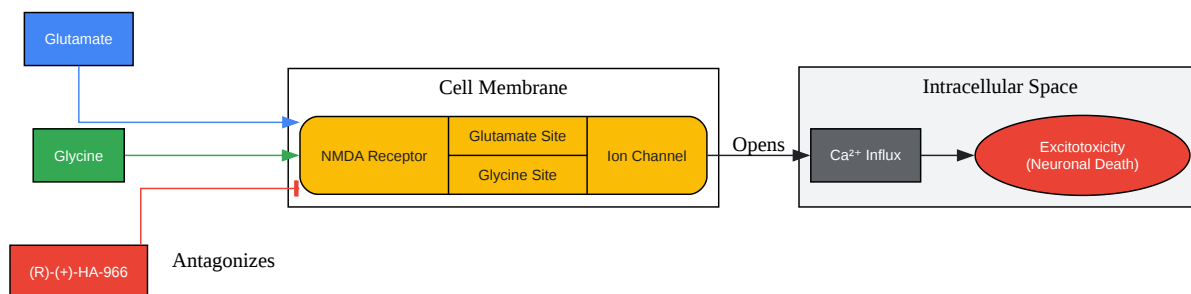 Glutamate
Glycine
(R)-(+)-HA-966
Antagonizes
Cell Membrane
NMDA Receptor
Glutamate Site
Glycine Site
Ion Channel
Opens
Intracellular Space
Ca²⁺ Influx
Excitotoxicity
(Neuronal Death)